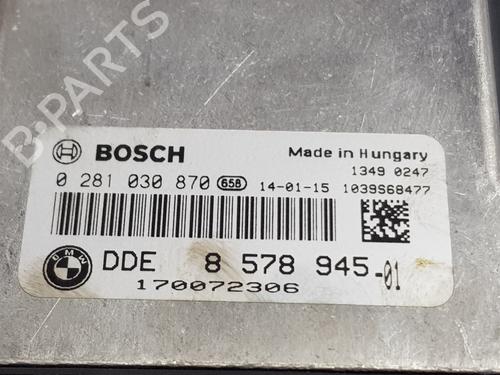 B-PARTS
BOSCH
Made in Hungary
1349 0247
0 281 030 870 658 14-01-15 1039S68477
BMW
DDE 8 578 945-01
170072306